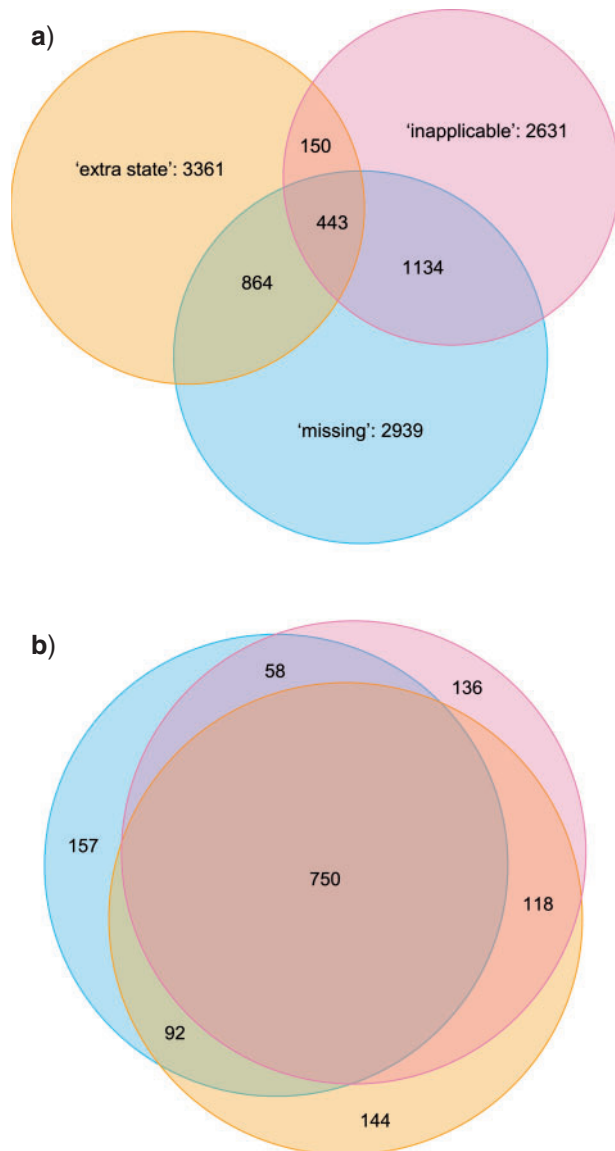 a)
'inapplicable': 2631
150
'extra state': 3361
443
1134
864
'missing': 2939
b)
58
136
157
750
118
92
144